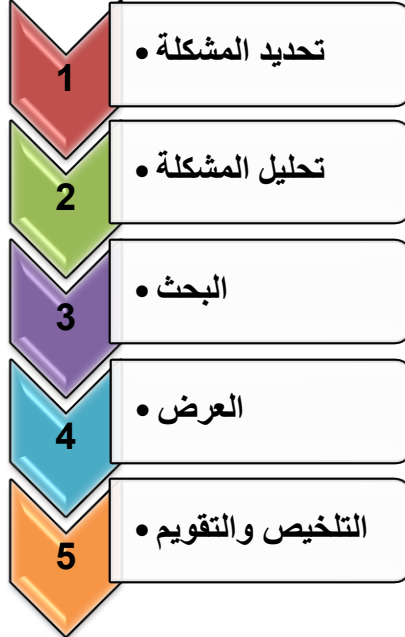 1
• تحديد المشكلة
2
• تحليل المشكلة
3
• البحث
4
• العرض
5
• التلخيص والتقويم